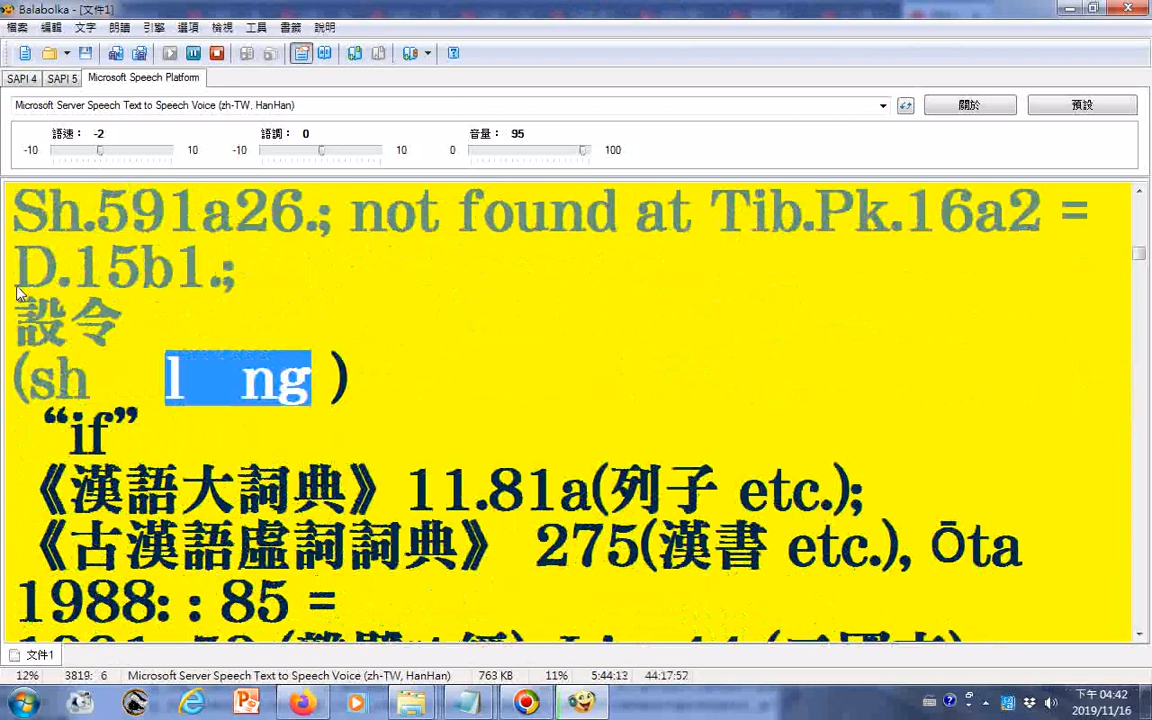 Balabolka - [文件1]
檔案 編輯 文字 朗讀 引擎 選項 檢視 工具 書籤 說明
SAPI 4 SAPI 5 Microsoft Speech Platform
Microsoft Server Speech Text to Speech Voice (zh-TW, HanHan) 關於 預設
語速： -2 語調： 0 音量： 95
-10 10 -10 10 0 100
Sh.591a26.; not found at Tib.Pk.16a2 =
D.15b1.;
設令
(sh l ng )
“if”
《漢語大詞典》 11.81a(列子 etc.);
《古漢語虛詞詞典》 275(漢書 etc.), Ōta
1988: : 85 =
文件1
12% 3819: 6 Microsoft Server Speech Text to Speech Voice (zh-TW, HanHan) 763 KB 11% 5:44:13 44:17:52
下午 04:42
2019/11/16